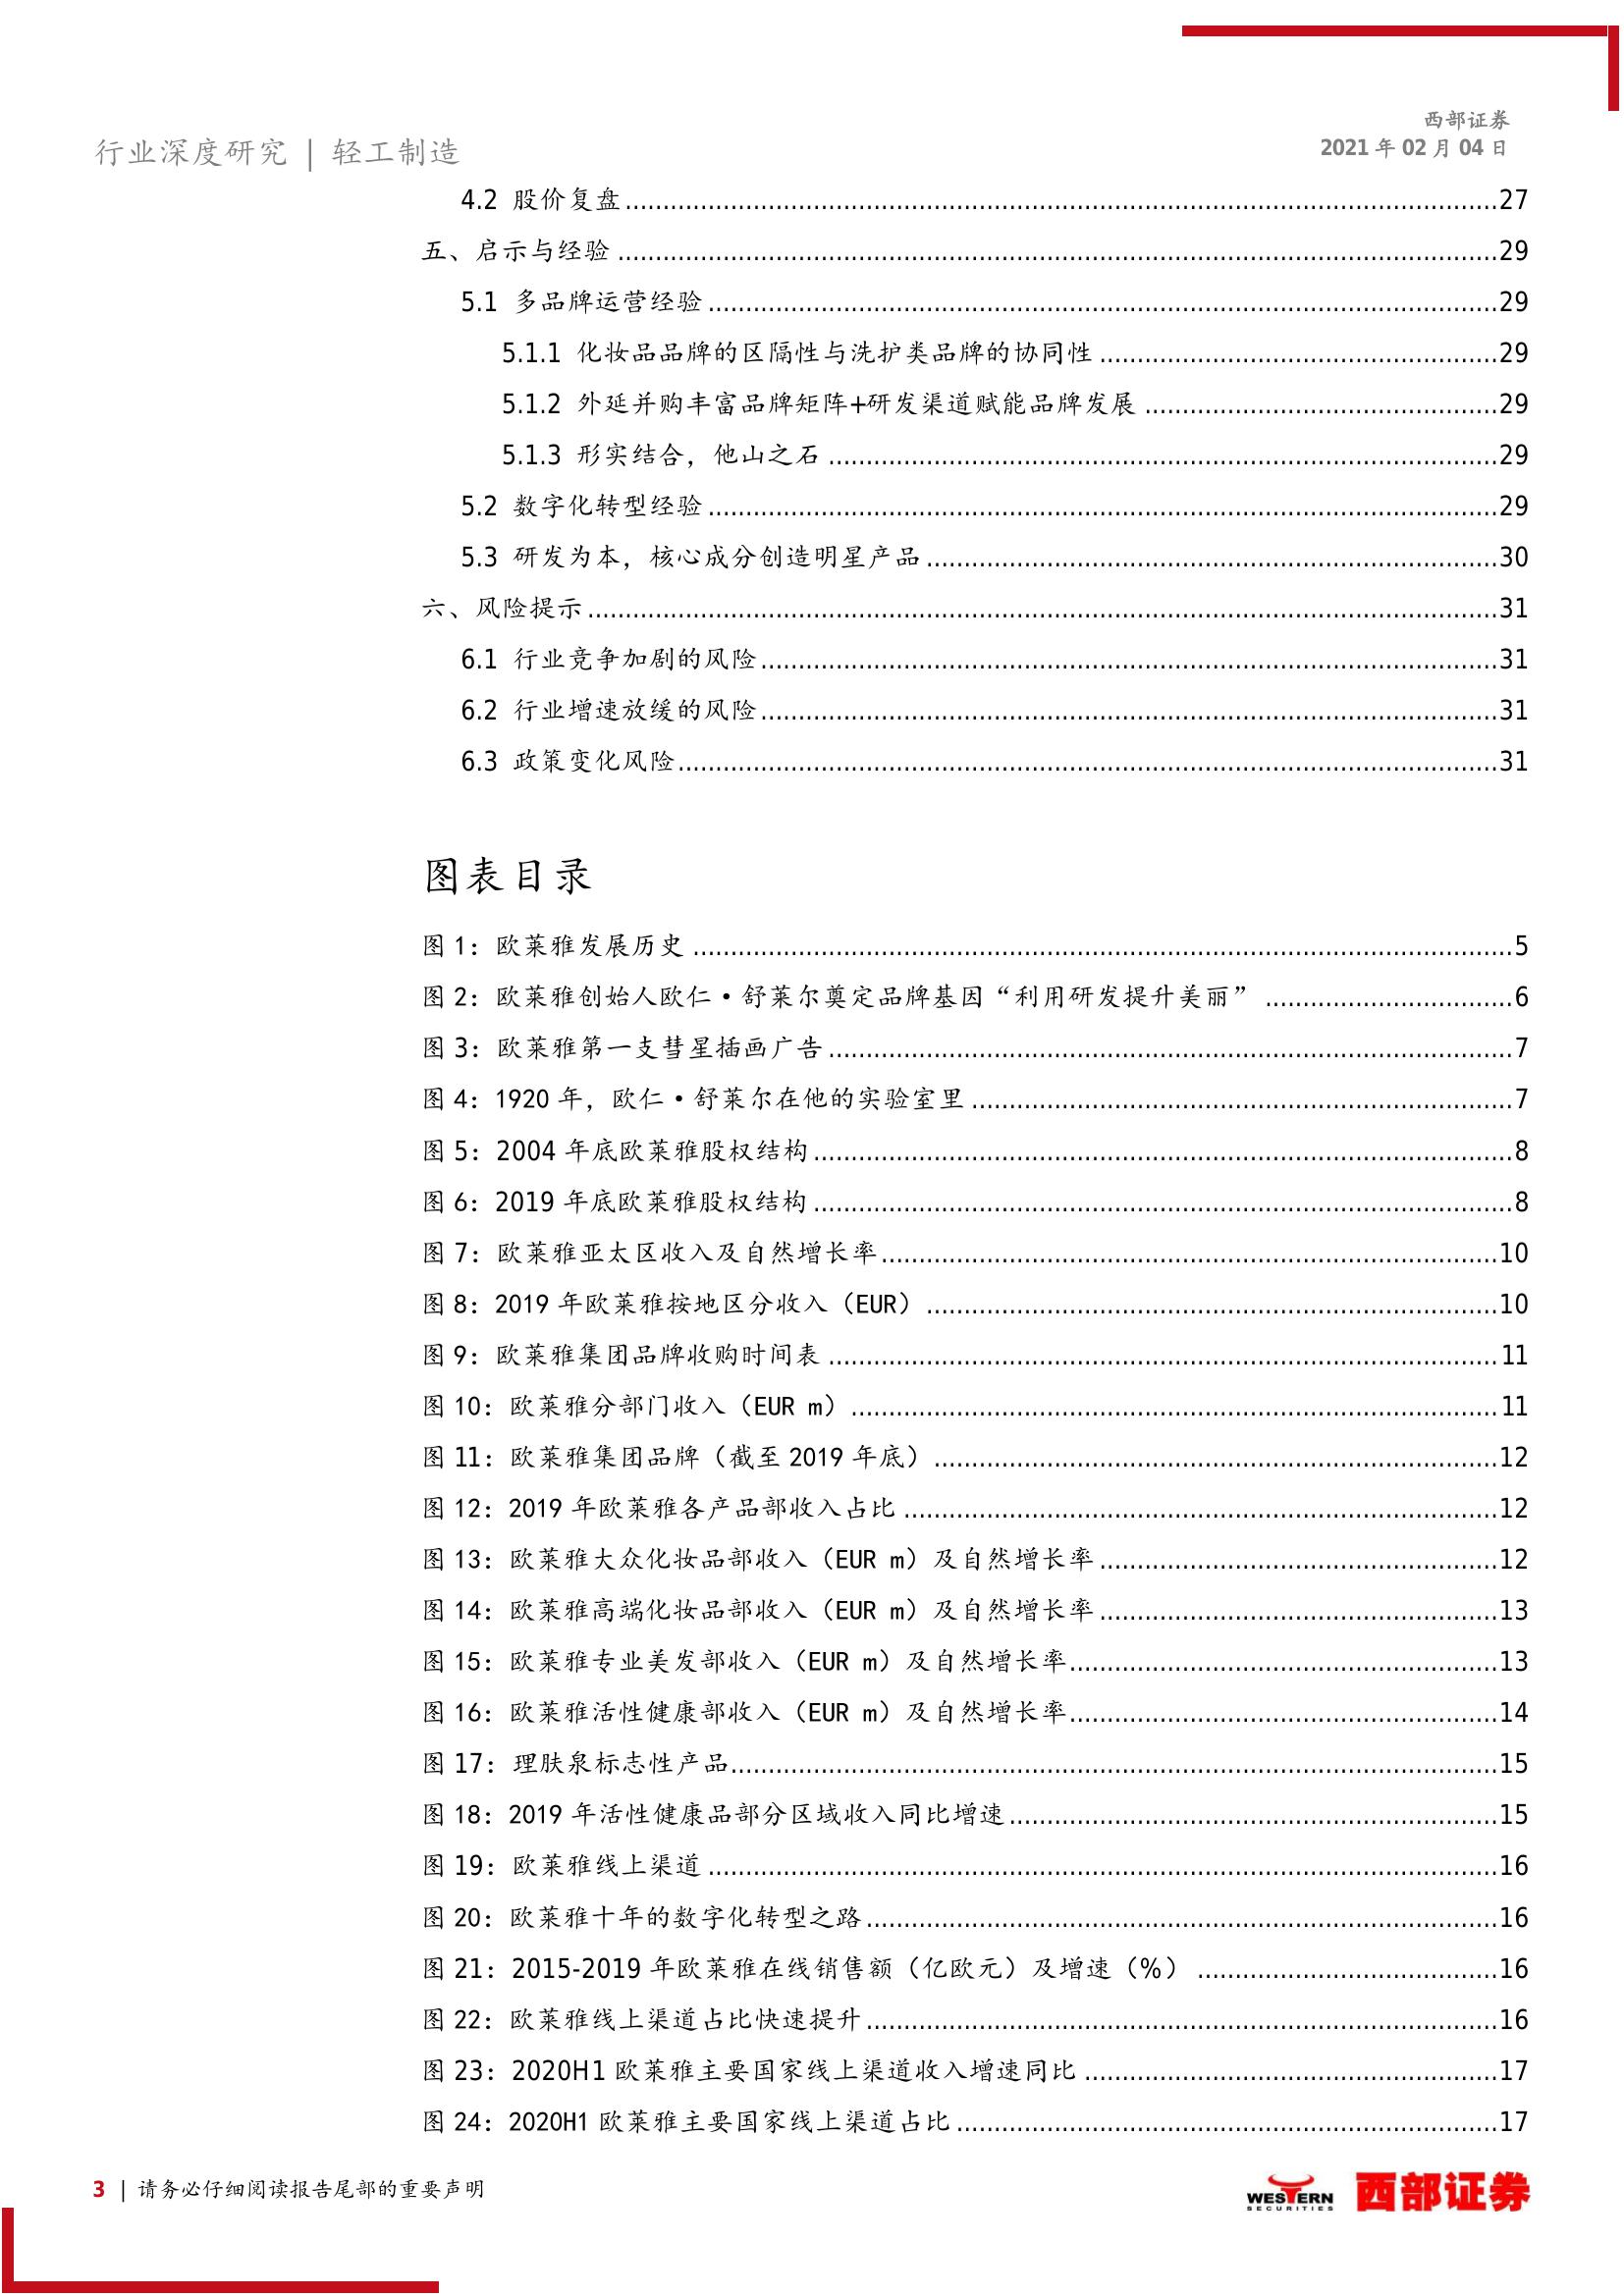 行业深度研究 | 轻工制造
西部证券
2021 年 02 月 04 日
4.2 股价复盘 27
五、启示与经验 29
5.1 多品牌运营经验 29
5.1.1 化妆品品牌的区隔性与洗护类品牌的协同性 29
5.1.2 外延并购丰富品牌矩阵+研发渠道赋能品牌发展 29
5.1.3 形实结合，他山之石 29
5.2 数字化转型经验 29
5.3 研发为本，核心成分创造明星产品 30
六、风险提示 31
6.1 行业竞争加剧的风险 31
6.2 行业增速放缓的风险 31
6.3 政策变化风险 31
图表目录
图 1：欧莱雅发展历史 5
图 2：欧莱雅创始人欧仁·舒莱尔奠定品牌基因“利用研发提升美丽” 6
图 3：欧莱雅第一支彗星插画广告 7
图 4：1920 年，欧仁·舒莱尔在他的实验室里 7
图 5：2004 年底欧莱雅股权结构 8
图 6：2019 年底欧莱雅股权结构 8
图 7：欧莱雅亚太区收入及自然增长率 10
图 8：2019 年欧莱雅按地区分收入（EUR） 10
图 9：欧莱雅集团品牌收购时间表 11
图 10：欧莱雅分部门收入（EUR m） 11
图 11：欧莱雅集团品牌（截至 2019 年底） 12
图 12：2019 年欧莱雅各产品部收入占比 12
图 13：欧莱雅大众化妆品部收入（EUR m）及自然增长率 12
图 14：欧莱雅高端化妆品部收入（EUR m）及自然增长率 13
图 15：欧莱雅专业美发部收入（EUR m）及自然增长率 13
图 16：欧莱雅活性健康部收入（EUR m）及自然增长率 14
图 17：理肤泉标志性产品 15
图 18：2019 年活性健康品部分区域收入同比增速 15
图 19：欧莱雅线上渠道 16
图 20：欧莱雅十年的数字化转型之路 16
图 21：2015-2019 年欧莱雅在线销售额（亿欧元）及增速（%） 16
图 22：欧莱雅线上渠道占比快速提升 16
图 23：2020H1 欧莱雅主要国家线上渠道收入增速同比 17
图 24：2020H1 欧莱雅主要国家线上渠道占比 17
3 | 请务必仔细阅读报告尾部的重要声明
WESTERN
SECURITIES
西部证券